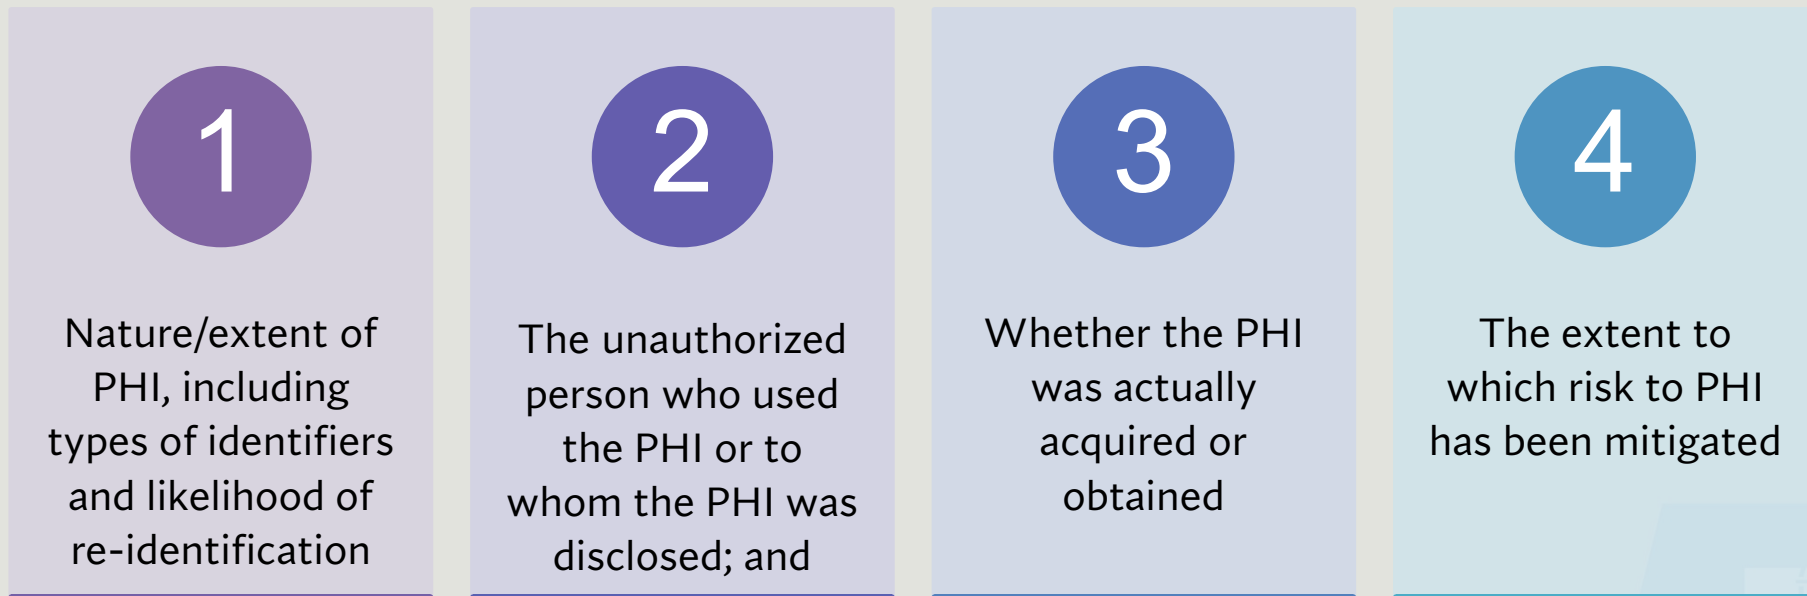 1
Nature/extent of
PHI, including
types of identifiers
and likelihood of
re-identification
2
The unauthorized
person who used
the PHI or to
whom the PHI was
disclosed; and
3
Whether the PHI
was actually
acquired or
obtained
4
The extent to
which risk to PHI
has been mitigated